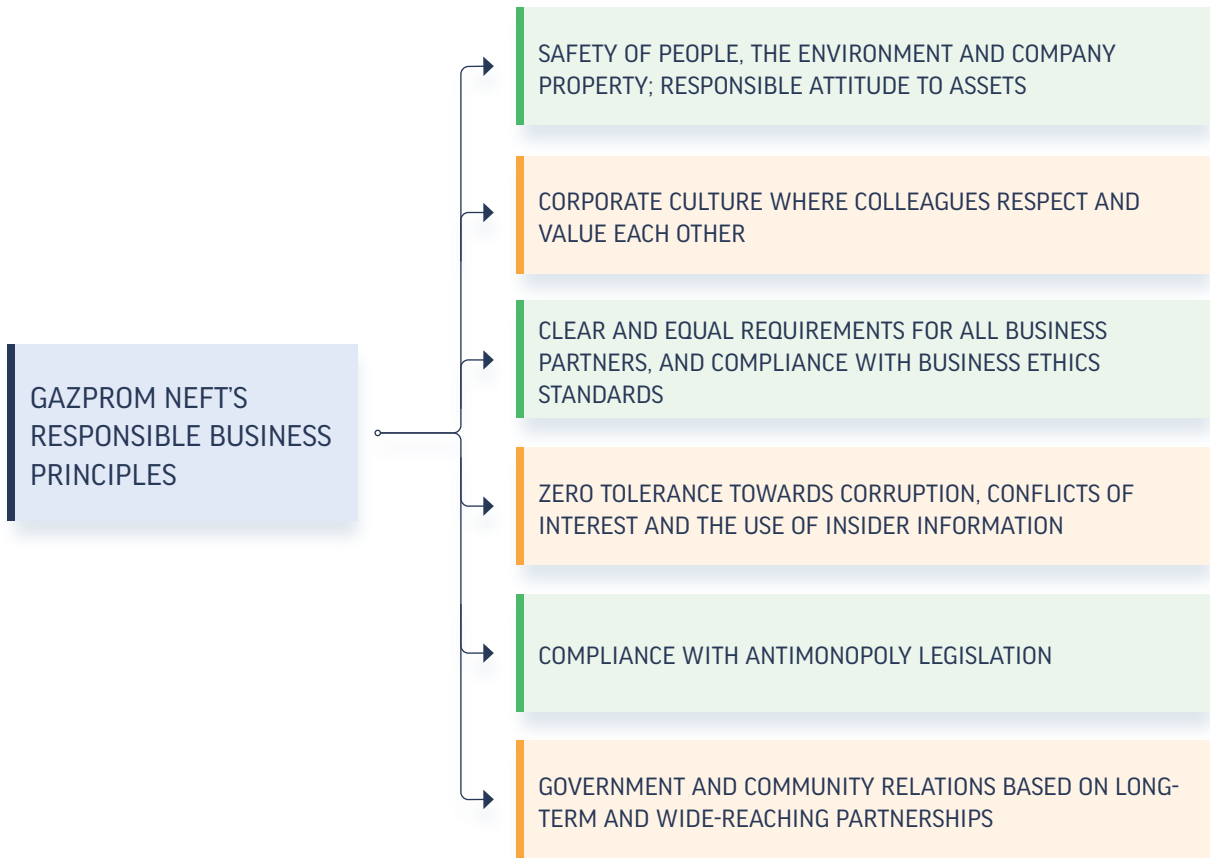 GAZPROM NEFT'S
RESPONSIBLE BUSINESS
PRINCIPLES
SAFETY OF PEOPLE, THE ENVIRONMENT AND COMPANY
PROPERTY; RESPONSIBLE ATTITUDE TO ASSETS
CORPORATE CULTURE WHERE COLLEAGUES RESPECT AND
VALUE EACH OTHER
CLEAR AND EQUAL REQUIREMENTS FOR ALL BUSINESS
PARTNERS, AND COMPLIANCE WITH BUSINESS ETHICS
STANDARDS
ZERO TOLERANCE TOWARDS CORRUPTION, CONFLICTS OF
INTEREST AND THE USE OF INSIDER INFORMATION
COMPLIANCE WITH ANTIMONOPOLY LEGISLATION
GOVERNMENT AND COMMUNITY RELATIONS BASED ON LONG-
TERM AND WIDE-REACHING PARTNERSHIPS